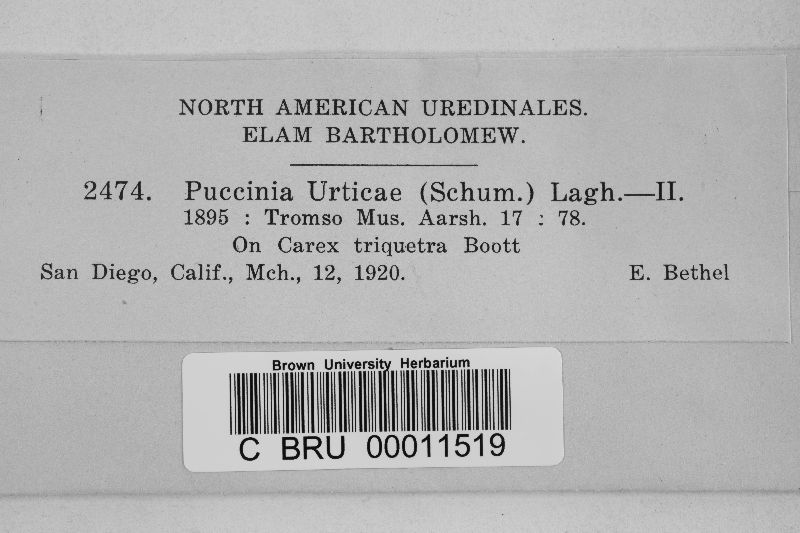 NORTH AMERICAN UREDINALES.
ELAM BARTHOLOMEW.
2474. Puccinia Urticae (Schum.) Lagh.—II.
1895 : Tromso Mus. Aarsh. 17 : 78.
On Carex triquetra Boott
San Diego, Calif., Mch., 12, 1920. E. Bethel
Brown University Herbarium
C BRU 00011519